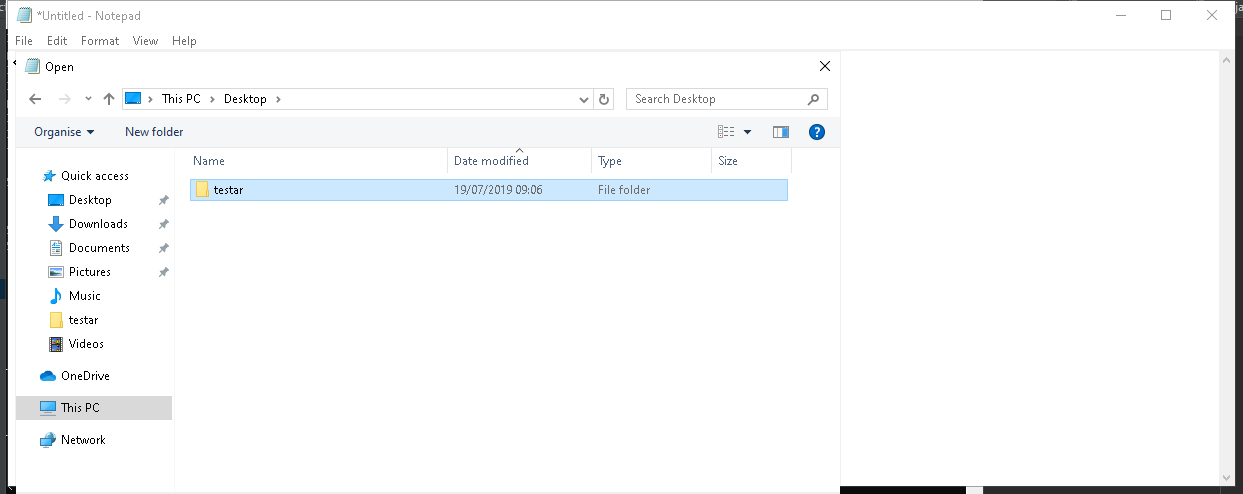 *Untitled - Notepad
File Edit Format View Help
Open
This PC Desktop
Search Desktop
Organise New folder
?
Name Date modified Type Size
testar 19/07/2019 09:06 File folder
Quick access
Desktop
Downloads
Documents
Pictures
Music
testar
Videos
OneDrive
This PC
Network